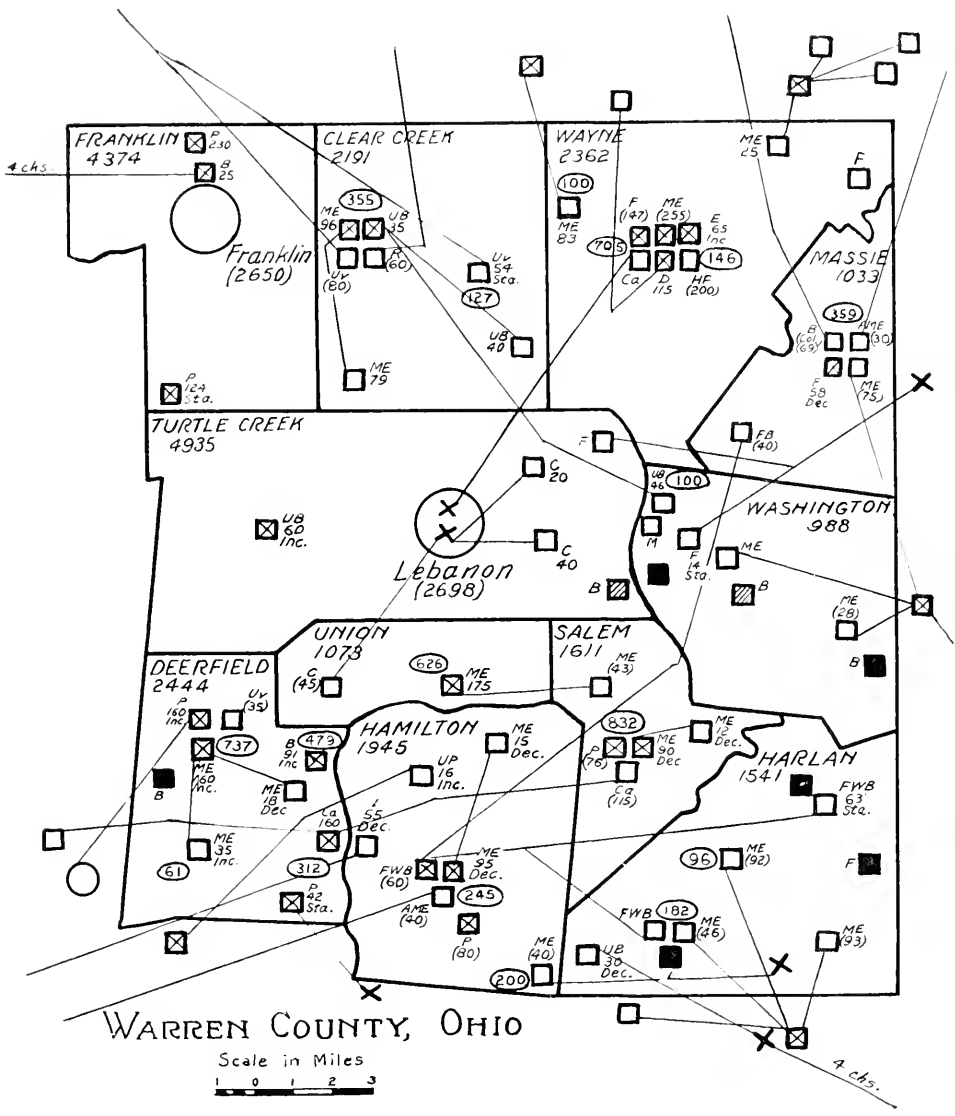 FRANKLIN
4374
P
230
B
25
4 chs.
Franklin
(2650)
P
124
Sta.
CLEAR CREEK
2191
355
ME
96
UB
35
Uv
(80)
R
(60)
Uv
54
Sta.
127
UB
40
ME
79
WAYNE
2362
100
ME
83
F
(147)
ME
(255)
E
65
Inc
705
146
Ca
D
115
HF
(200)
ME
25
F
MASSIE
1033
359
B
Col
(69)
AME
(30)
F
58
Dec
ME
(75)
FB
(40)
TURTLE CREEK
4935
F
C
20
UB
60
Inc.
C
40
Lebanon
(2698)
B
UB
46
100
WASHINGTON
988
M
F
14
Sta.
ME
B
ME
(28)
B
UNION
1073
C
(45)
626
ME
175
SALEM
1611
ME
(43)
832
P
(76)
ME
90
Dec
ME
12
Dec.
Ca
(115)
DEERFIELD
2444
P
160
Inc
Uv
(35)
737
ME
160
Inc.
B
479
B
91
Inc
ME
18
Dec
ME
35
Inc.
61
Ca
160
312
P
42
Sta.
HAMILTON
1945
ME
15
Dec.
UP
16
Inc.
55
Dec.
FWB
(60)
ME
95
Dec.
AME
(40)
245
P
(80)
ME
(40)
200
HARLAN
1541
FWB
63
Sta.
96
ME
(92)
F
FWB
182
ME
(46)
UB
30
Dec.
ME
(93)
4 chs.
WARREN COUNTY, OHIO
Scale in Miles
1 0 1 2 3